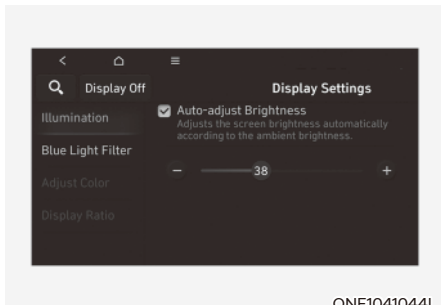 Display Off
Display Settings
Illumination
Auto-adjust Brightness
Adjusts the screen brightness automatically
according to the ambient brightness.
Blue Light Filter
− 38 +
Adjust Color
Display Ratio